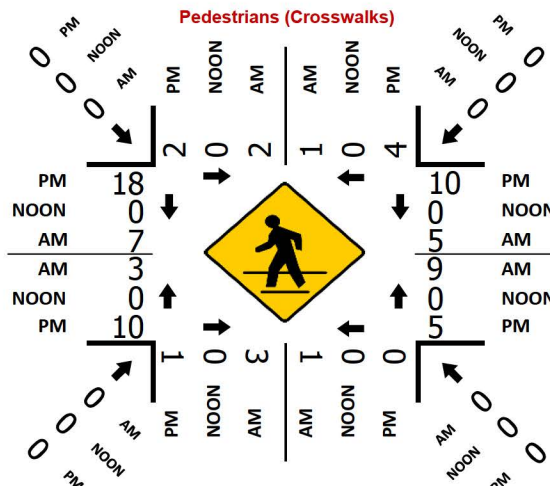 Pedestrians (Crosswalks)
PM NOON AM
0 0 0
PM NOON AM AM NOON PM
2 0 2 1 0 4
PM NOON AM
0 0 0
PM 18 10 PM
NOON 0 0 NOON
AM 7 5 AM
AM 3 9 AM
NOON 0 0 NOON
PM 10 5 PM
1 0 3 1 0 0
PM NOON AM AM NOON PM
0 0 0
AM NOON PM
0 0 0
AM NOON PM